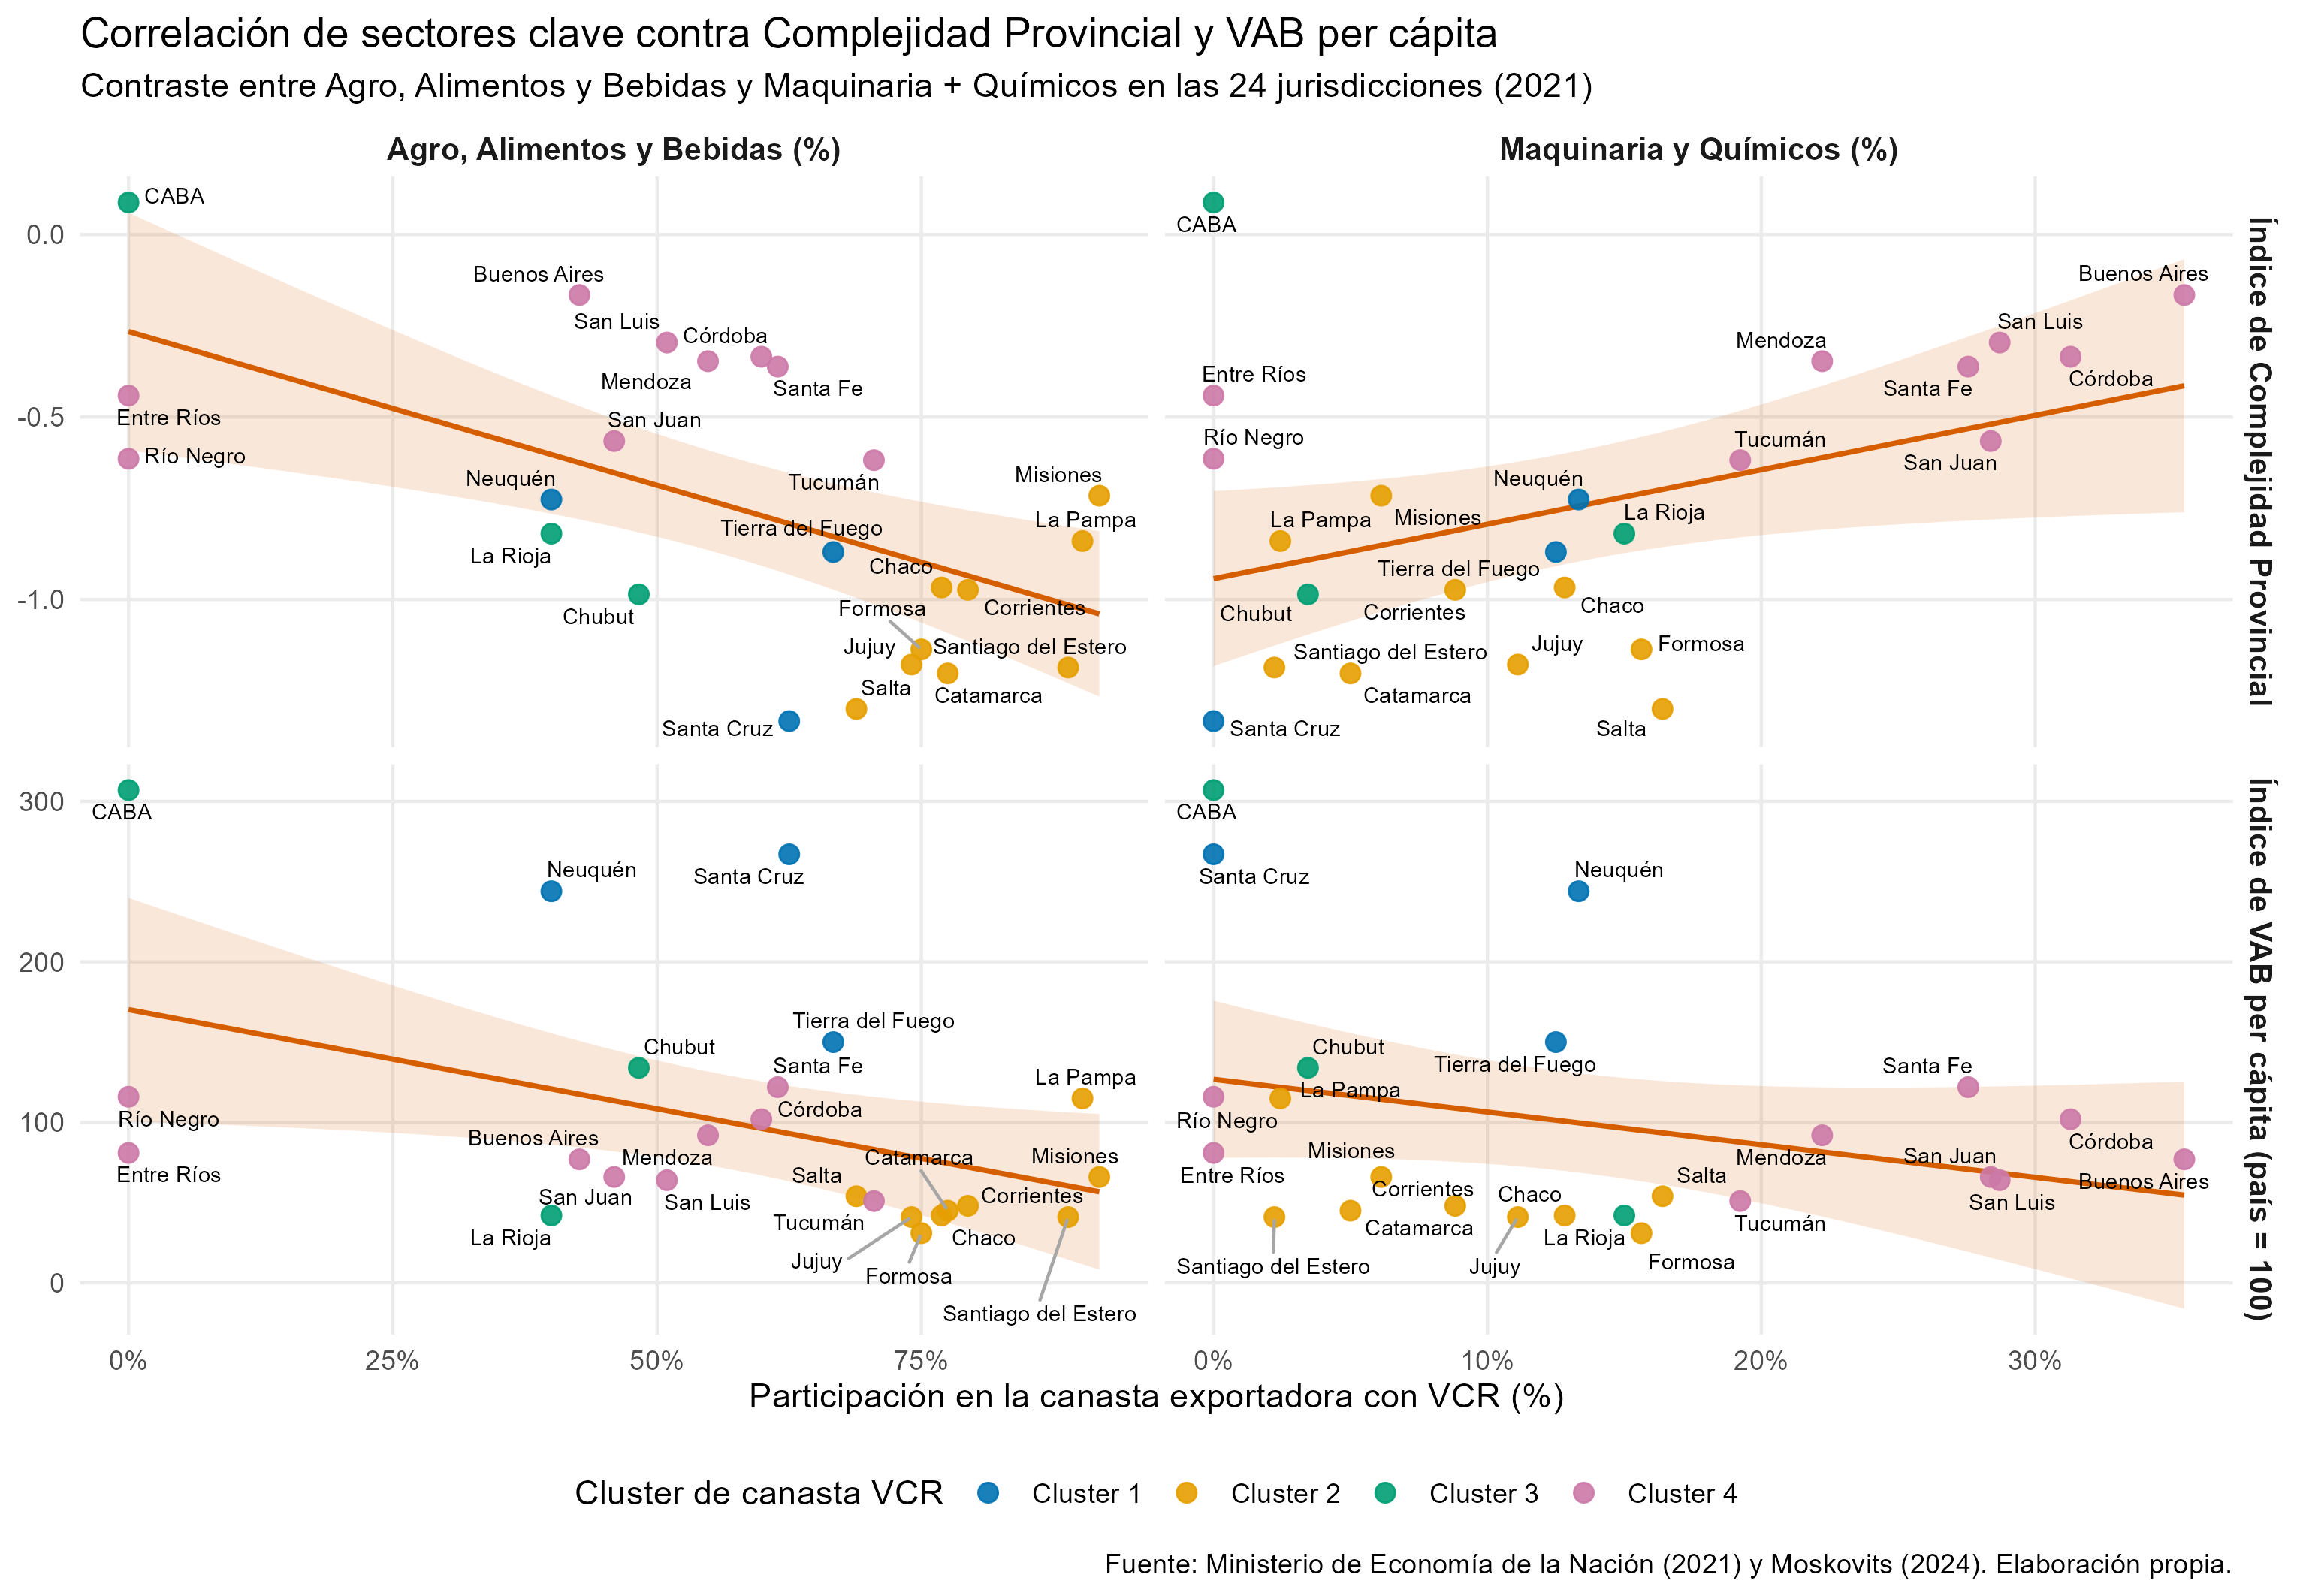 Correlación de sectores clave contra Complejidad Provincial y VAB per cápita
Contraste entre Agro, Alimentos y Bebidas y Maquinaria + Químicos en las 24 jurisdicciones (2021)
Agro, Alimentos y Bebidas (%)
Maquinaria y Químicos (%)
0.0
-0.5
-1.0
CABA
Buenos Aires
San Luis
Córdoba
Mendoza
Santa Fe
Entre Ríos
San Juan
Río Negro
Neuquén
Tucumán
Misiones
La Pampa
Tierra del Fuego
La Rioja
Chaco
Formosa
Corrientes
Chubut
Jujuy
Santiago del Estero
Salta
Catamarca
Santa Cruz
CABA
Buenos Aires
San Luis
Mendoza
Entre Ríos
Santa Fe
Córdoba
Río Negro
Tucumán
San Juan
Neuquén
La Rioja
La Pampa
Misiones
Tierra del Fuego
Chubut
Corrientes
Chaco
Santiago del Estero
Jujuy
Formosa
Catamarca
Santa Cruz
Salta
Índice de Complejidad Provincial
300
200
100
0
CABA
Neuquén
Santa Cruz
Tierra del Fuego
Chubut
Santa Fe
La Pampa
Río Negro
Córdoba
Buenos Aires
Mendoza
Catamarca
Misiones
Entre Ríos
Salta
San Juan
San Luis
Corrientes
Tucumán
La Rioja
Chaco
Jujuy
Formosa
Santiago del Estero
CABA
Santa Cruz
Neuquén
Chubut
Tierra del Fuego
Santa Fe
La Pampa
Río Negro
Córdoba
Misiones
Mendoza
San Juan
Entre Ríos
Salta
Buenos Aires
Corrientes
Chaco
San Luis
Catamarca
Tucumán
La Rioja
Santiago del Estero
Jujuy
Formosa
Índice de VAB per cápita (país = 100)
0%
25%
50%
75%
0%
10%
20%
30%
Participación en la canasta exportadora con VCR (%)
Cluster de canasta VCR
Cluster 1
Cluster 2
Cluster 3
Cluster 4
Fuente: Ministerio de Economía de la Nación (2021) y Moskovits (2024). Elaboración propia.